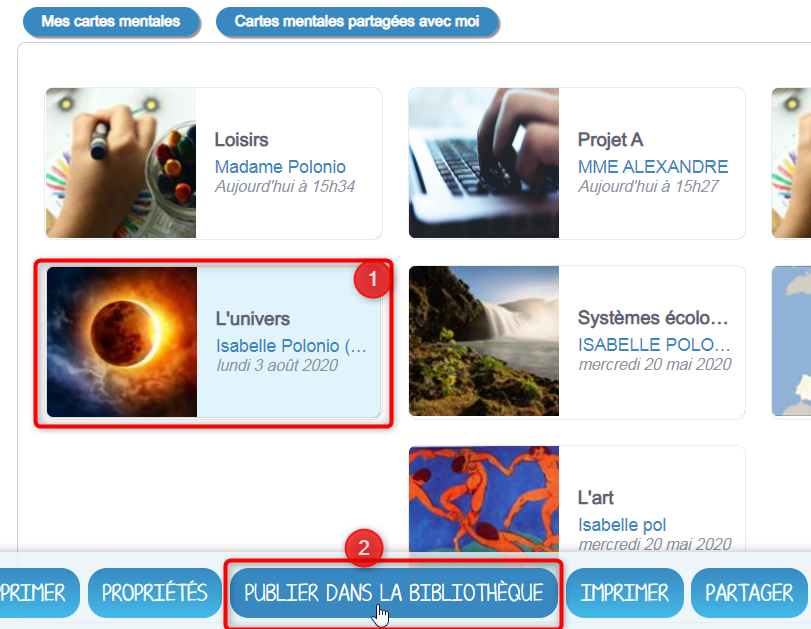 Mes cartes mentales
Cartes mentales partagées avec moi
Loisirs
Madame Polonio
Aujourd'hui à 15h34
Projet A
MME ALEXANDRE
Aujourd'hui à 15h27
1
L'univers
Isabelle Polonio (...
lundi 3 août 2020
Systèmes écolo...
ISABELLE POLO...
mercredi 20 mai 2020
L'art
Isabelle pol
mercredi 20 mai 2020
2
PRIMER
PROPRIÉTÉS
PUBLIER DANS LA BIBLIOTHÈQUE
IMPRIMER
PARTAGER